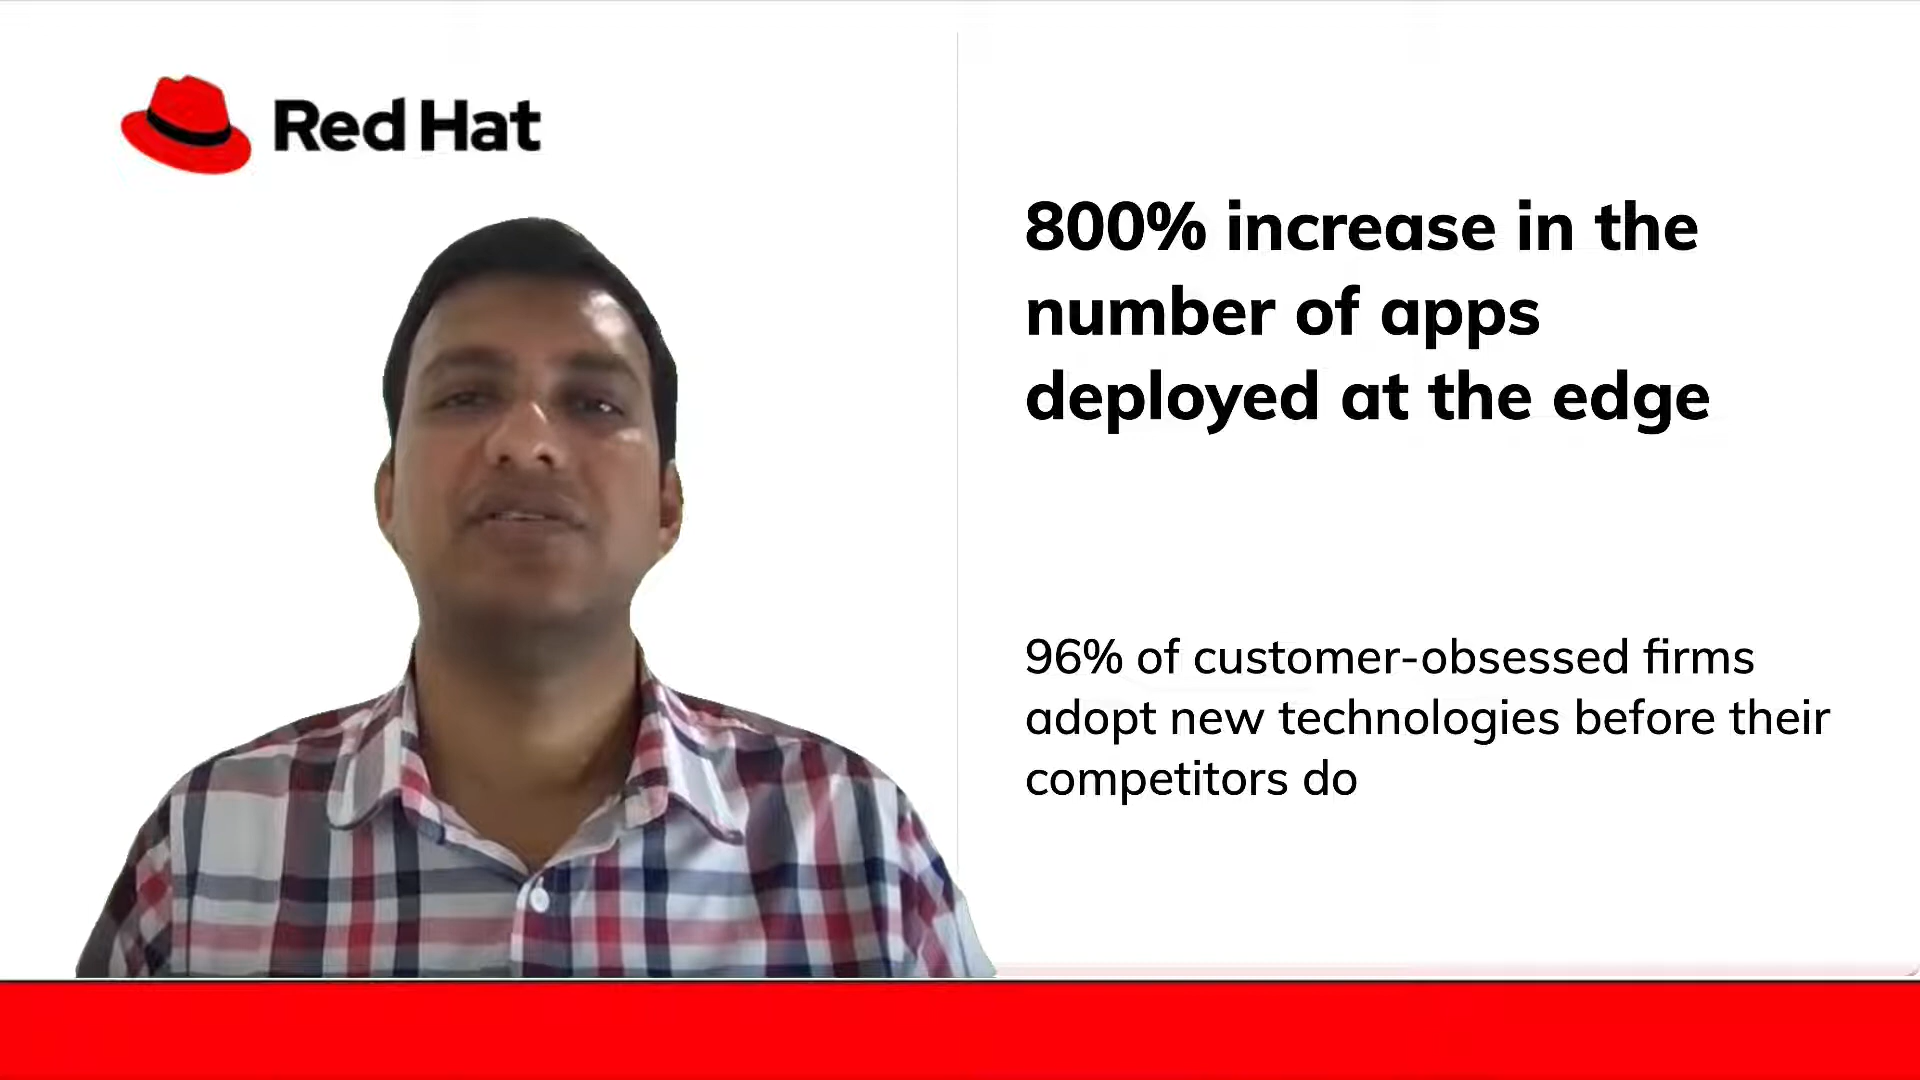 Red Hat
800% increase in the
number of apps
deployed at the edge
96% of customer-obsessed firms
adopt new technologies before their
competitors do